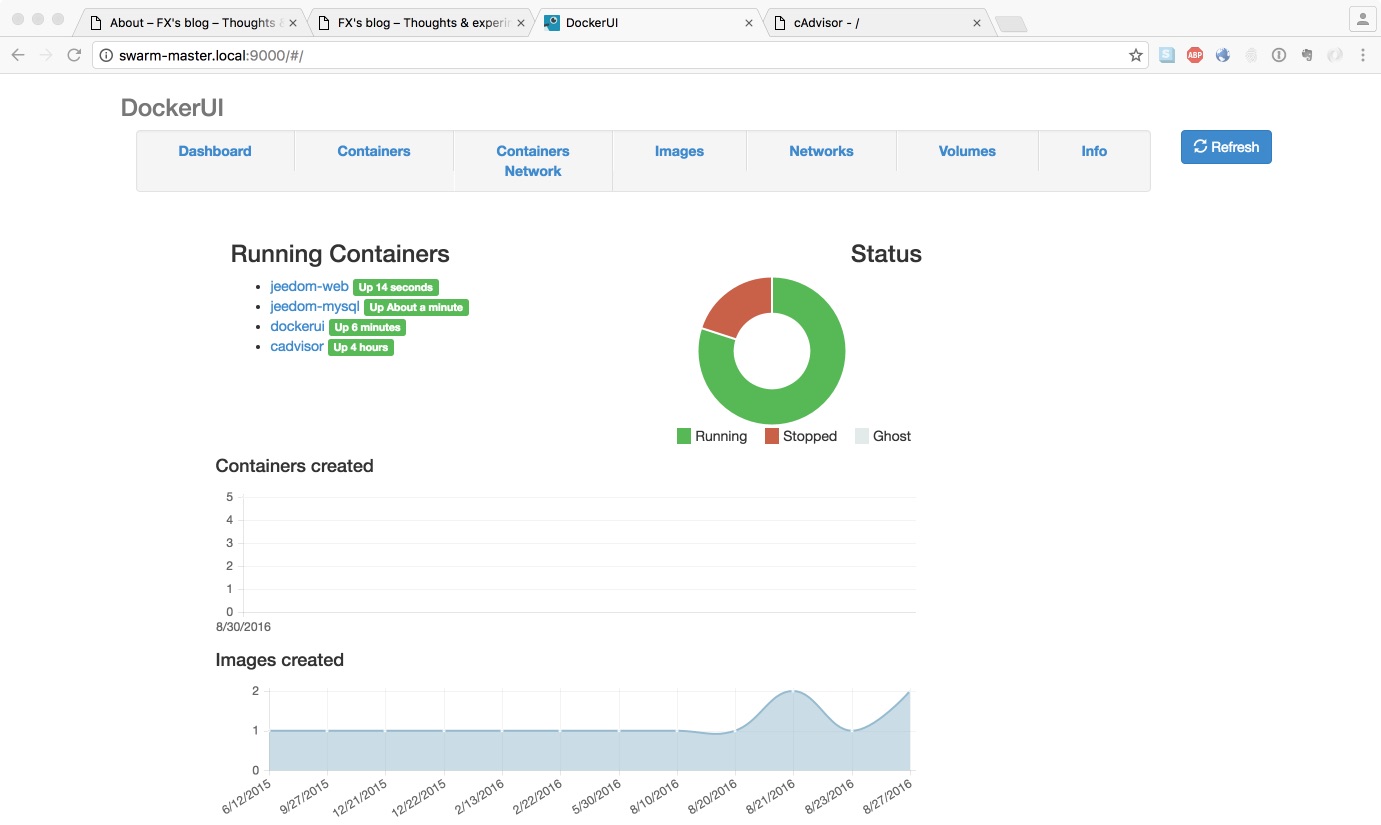 About – FX's blog – Thoughts &
FX's blog – Thoughts & experin
DockerUI
cAdvisor - /
swarm-master.local:9000/#/
S
ABP
DockerUI
Dashboard
Containers
Containers Network
Images
Networks
Volumes
Info
Refresh
Running Containers
jeedom-web Up 14 seconds
jeedom-mysql Up About a minute
dockerui Up 6 minutes
cadvisor Up 4 hours
Status
Running Stopped Ghost
Containers created
5
4
3
2
1
0
8/30/2016
Images created
2
1
0
6/12/2015 9/27/2015 12/21/2015 12/22/2015 2/13/2016 2/22/2016 5/30/2016 8/10/2016 8/20/2016 8/21/2016 8/23/2016 8/27/2016